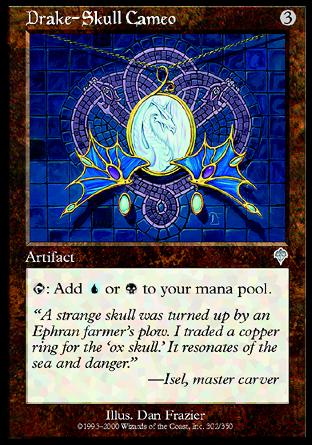 Drake-Skull Cameo 3
Artifact
: Add or to your mana pool.
“A strange skull was turned up by an
Ephran farmer’s plow. I traded a copper
ring for the ‘ox skull.’ It resonates of the
sea and danger.”
—Isel, master carver
Illus. Dan Frazier
©1993–2000 Wizards of the Coast, Inc. 302/350